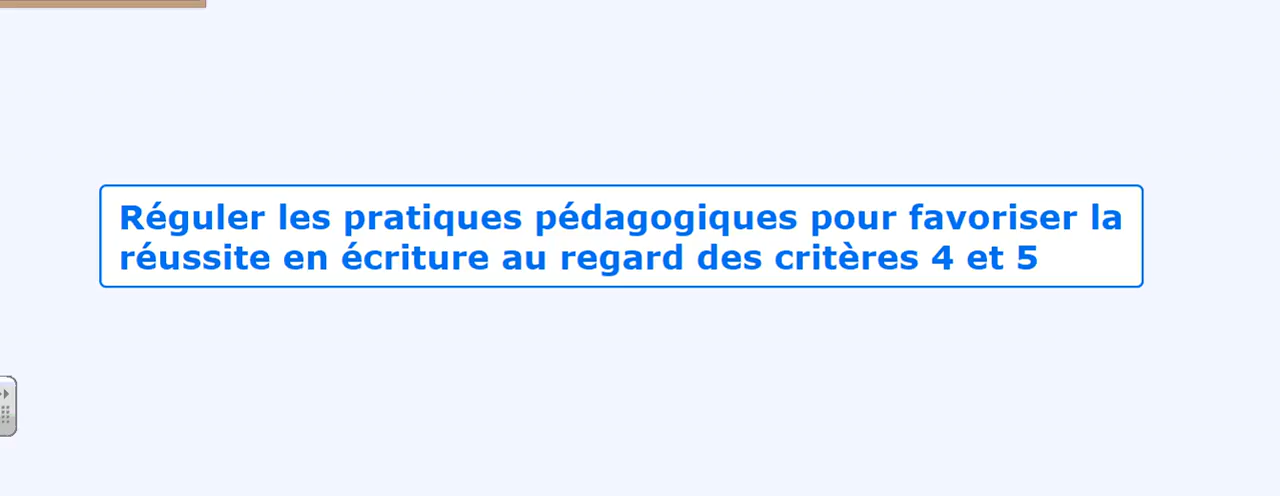 Réguler les pratiques pédagogiques pour favoriser la
réussite en écriture au regard des critères 4 et 5